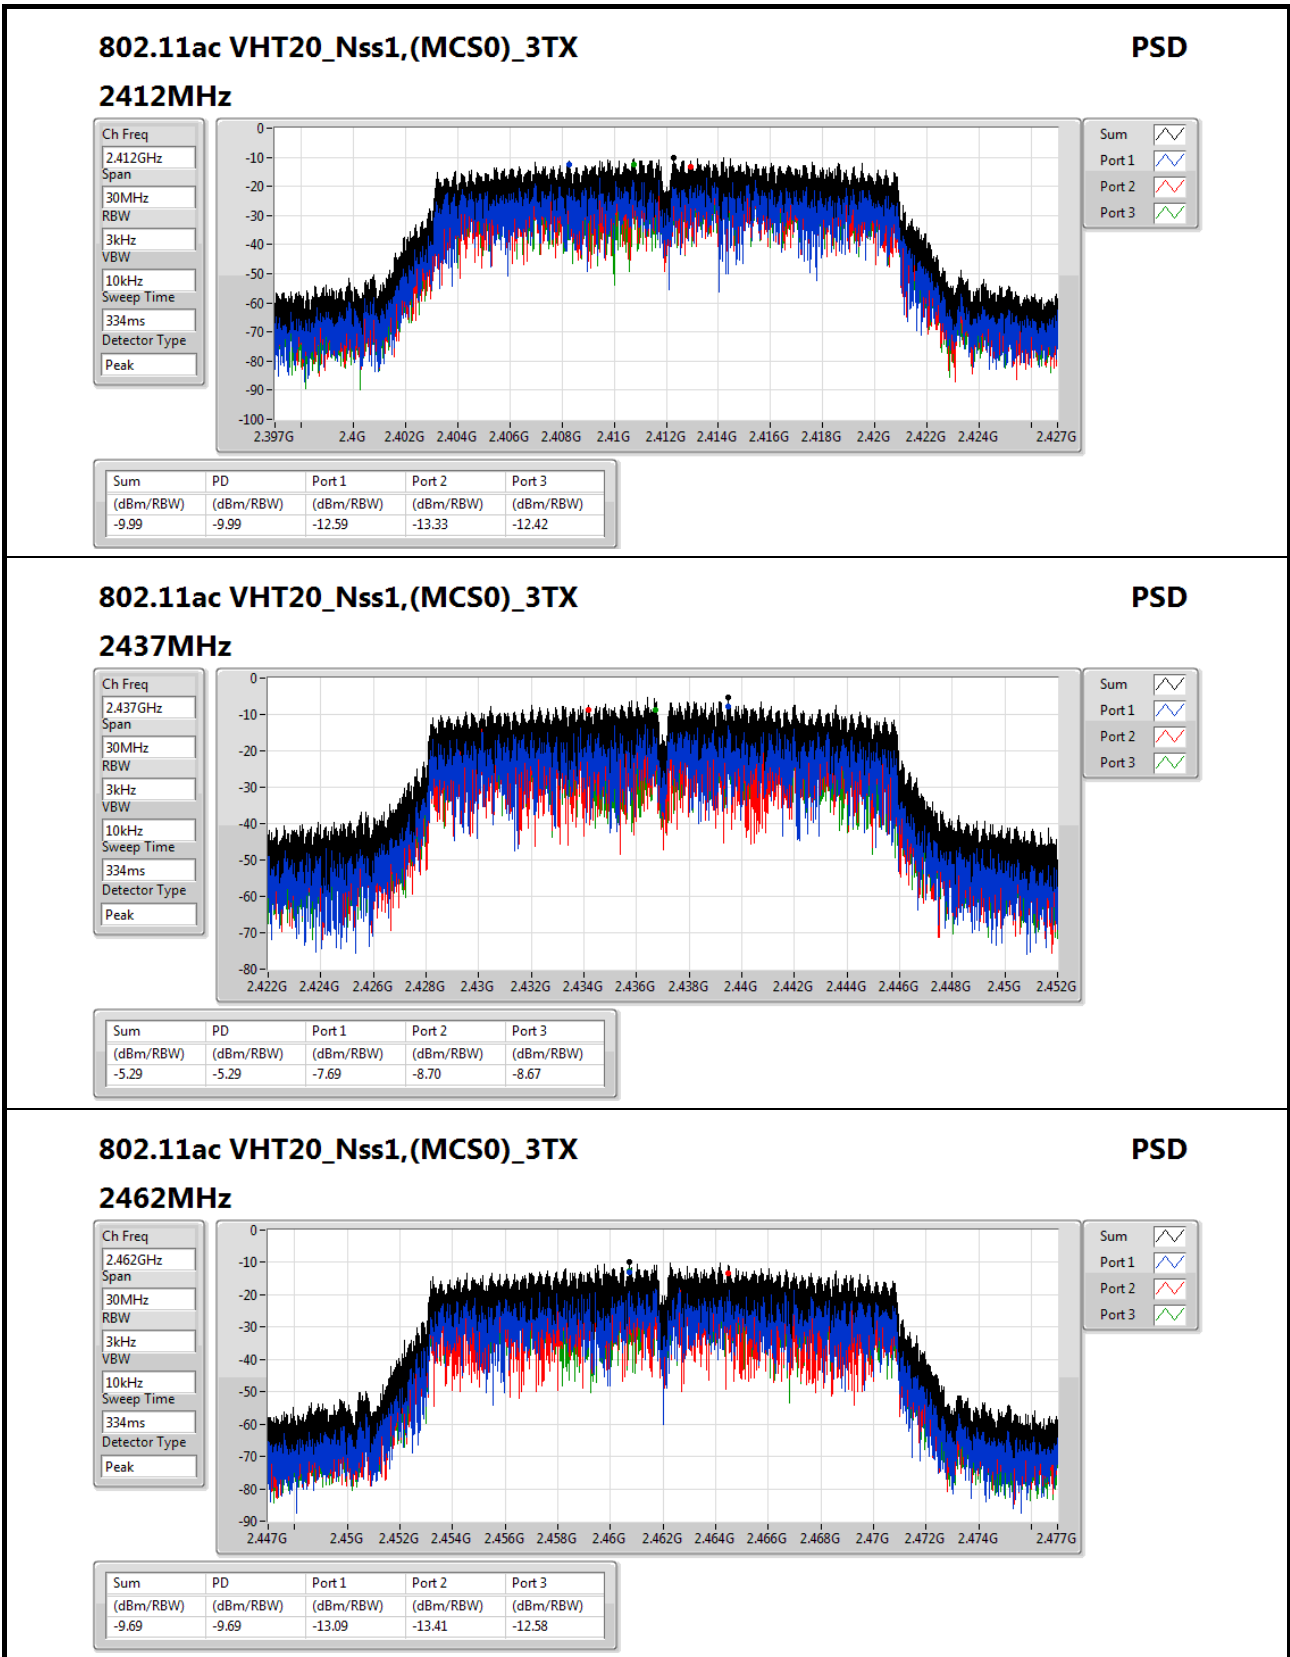 802.11ac VHT20_Nss1,(MCS0)_3TX PSD
2412MHz
Ch Freq
2.412GHz
Span
30MHz
RBW
3kHz
VBW
10kHz
Sweep Time
334ms
Detector Type
Peak
0
-10
-20
-30
-40
-50
-60
-70
-80
-90
-100
2.397G 2.4G 2.402G 2.404G 2.406G 2.408G 2.41G 2.412G 2.414G 2.416G 2.418G 2.42G 2.422G 2.424G 2.427G
Sum
Port 1
Port 2
Port 3
Sum PD Port 1 Port 2 Port 3
(dBm/RBW) (dBm/RBW) (dBm/RBW) (dBm/RBW) (dBm/RBW)
-9.99 -9.99 -12.59 -13.33 -12.42
802.11ac VHT20_Nss1,(MCS0)_3TX PSD
2437MHz
Ch Freq
2.437GHz
Span
30MHz
RBW
3kHz
VBW
10kHz
Sweep Time
334ms
Detector Type
Peak
0
-10
-20
-30
-40
-50
-60
-70
-80
2.422G 2.424G 2.426G 2.428G 2.43G 2.432G 2.434G 2.436G 2.438G 2.44G 2.442G 2.444G 2.446G 2.448G 2.45G 2.452G
Sum
Port 1
Port 2
Port 3
Sum PD Port 1 Port 2 Port 3
(dBm/RBW) (dBm/RBW) (dBm/RBW) (dBm/RBW) (dBm/RBW)
-5.29 -5.29 -7.69 -8.70 -8.67
802.11ac VHT20_Nss1,(MCS0)_3TX PSD
2462MHz
Ch Freq
2.462GHz
Span
30MHz
RBW
3kHz
VBW
10kHz
Sweep Time
334ms
Detector Type
Peak
0
-10
-20
-30
-40
-50
-60
-70
-80
-90
2.447G 2.45G 2.452G 2.454G 2.456G 2.458G 2.46G 2.462G 2.464G 2.466G 2.468G 2.47G 2.472G 2.474G 2.477G
Sum
Port 1
Port 2
Port 3
Sum PD Port 1 Port 2 Port 3
(dBm/RBW) (dBm/RBW) (dBm/RBW) (dBm/RBW) (dBm/RBW)
-9.69 -9.69 -13.09 -13.41 -12.58